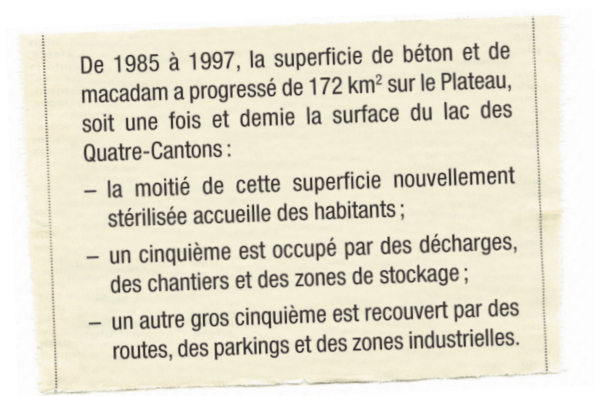 De 1985 à 1997, la superficie de béton et de
macadam a progressé de 172 km² sur le Plateau,
soit une fois et demie la surface du lac des
Quatre-Cantons :
– la moitié de cette superficie nouvellement
stérilisée accueille des habitants ;
– un cinquième est occupé par des décharges,
des chantiers et des zones de stockage ;
– un autre gros cinquième est recouvert par des
routes, des parkings et des zones industrielles.